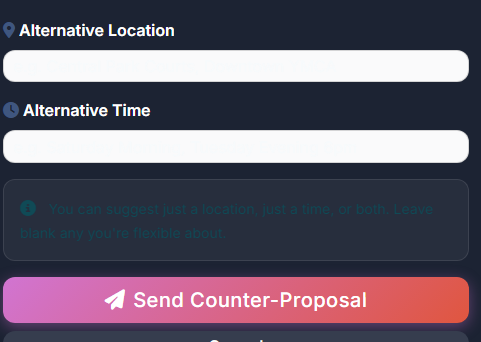 Alternative Location
Alternative Time
You can suggest just a location, just a time, or both. Leave
blank any you're flexible about.
Send Counter-Proposal